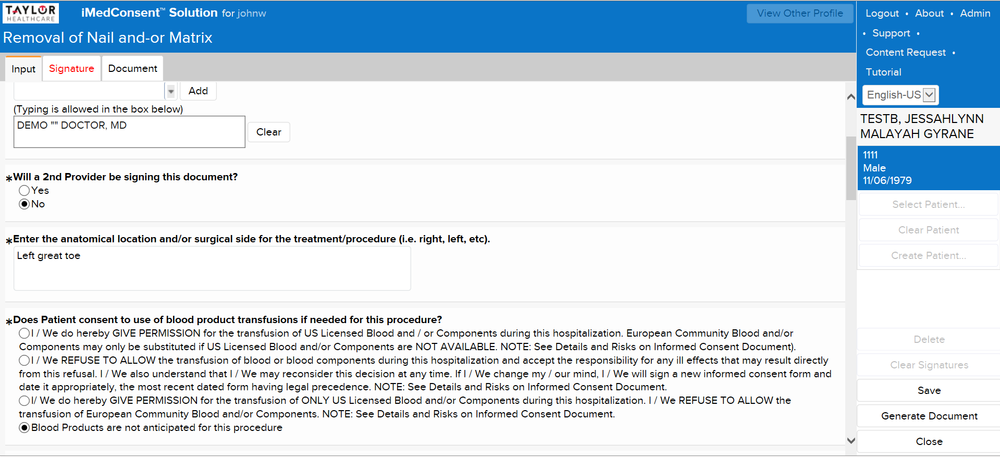 TAYLOR
HEALTHCARE
iMedConsent™ Solution for johnw
View Other Profile
Removal of Nail and-or Matrix
Logout • About • Admin
• Support •
Content Request •
Tutorial
English-US
Input
Signature
Document
Add
(Typing is allowed in the box below)
DEMO "" DOCTOR, MD
Clear
*Will a 2nd Provider be signing this document?
Yes
No
*Enter the anatomical location and/or surgical side for the treatment/procedure (i.e. right, left, etc).
Left great toe
*Does Patient consent to use of blood product transfusions if needed for this procedure?
I / We do hereby GIVE PERMISSION for the transfusion of US Licensed Blood and / or Components during this hospitalization. European Community Blood and/or
Components may only be substituted if US Licensed Blood and/or Components are NOT AVAILABLE. NOTE: See Details and Risks on Informed Consent Document).
I / We REFUSE TO ALLOW the transfusion of blood or blood components during this hospitalization and accept the responsibility for any ill effects that may result directly
from this refusal. I / We also understand that I / We may reconsider this decision at any time. If I / We change my / our mind, I / We will sign a new informed consent form and
date it appropriately, the most recent dated form having legal precedence. NOTE: See Details and Risks on Informed Consent Document.
I/ We do hereby GIVE PERMISSION for the transfusion of ONLY US Licensed Blood and/or Components during this hospitalization. I / We REFUSE TO ALLOW the
transfusion of European Community Blood and/or Components. NOTE: See Details and Risks on Informed Consent Document.
Blood Products are not anticipated for this procedure
TESTB, JESSAHLYNN
MALAYAH GYRANE
1111
Male
11/06/1979
Select Patient...
Clear Patient
Create Patient...
Delete
Clear Signatures
Save
Generate Document
Close